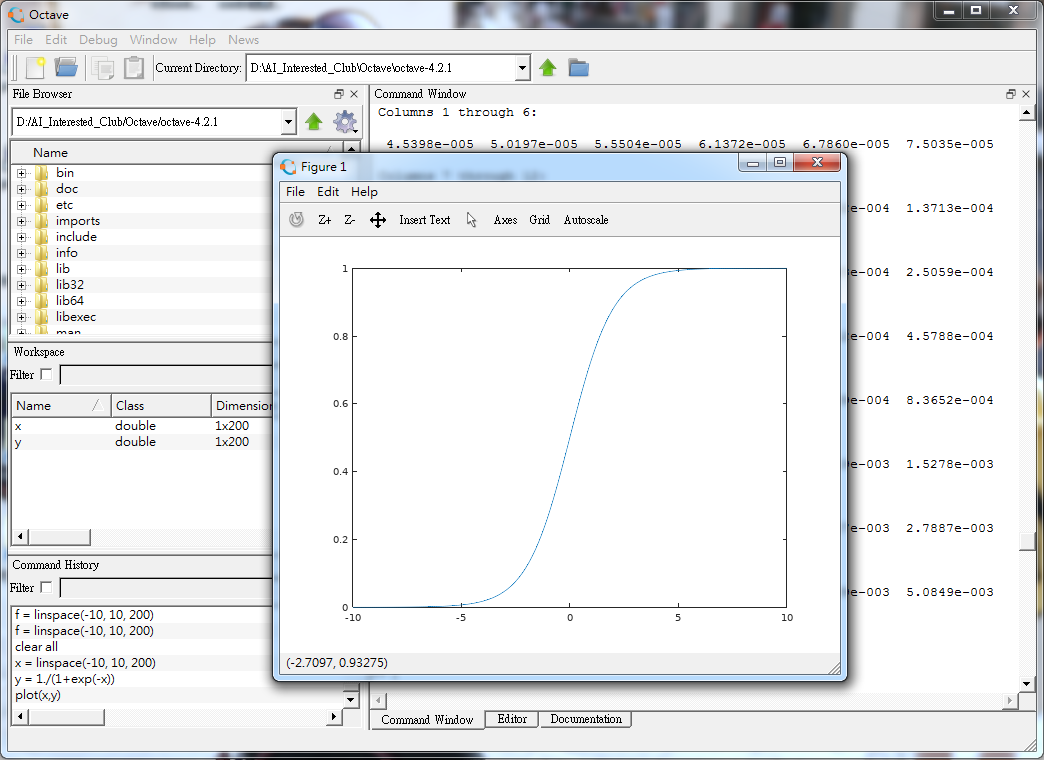 Octave
File Edit Debug Window Help News
Current Directory: D:\AI_Interested_Club\Octave\octave-4.2.1
File Browser
D:/AI_Interested_Club/Octave/octave-4.2.1
Name
bin
doc
etc
imports
include
info
lib
lib32
lib64
libexec
man
Workspace
Filter
Name Class Dimension
x double 1x200
y double 1x200
Command History
Filter
f = linspace(-10, 10, 200)
f = linspace(-10, 10, 200)
clear all
x = linspace(-10, 10, 200)
y = 1./(1+exp(-x))
plot(x,y)
Command Window
Columns 1 through 6:
4.5398e-005 5.0197e-005 5.5504e-005 6.1372e-005 6.7860e-005 7.5035e-005
e-004 1.3713e-004
e-004 2.5059e-004
e-004 4.5788e-004
e-004 8.3652e-004
e-003 1.5278e-003
e-003 2.7887e-003
e-003 5.0849e-003
Command Window Editor Documentation
Figure 1
File Edit Help
Z+ Z- Insert Text Axes Grid Autoscale
1
0.8
0.6
0.4
0.2
0
-10 -5 0 5 10
(-2.7097, 0.93275)